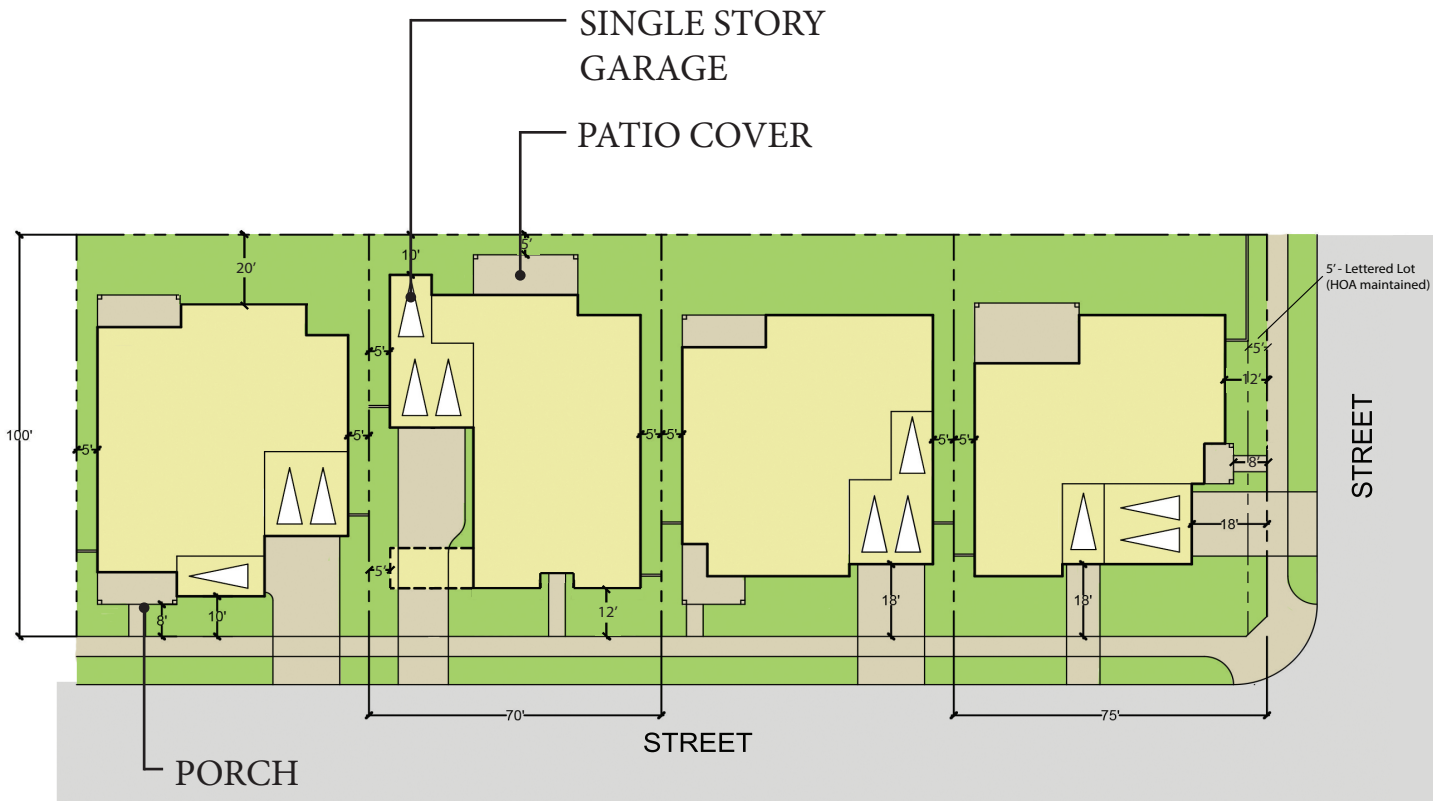 SINGLE STORY
GARAGE
PATIO COVER
5'
10'
20'
5' - Lettered Lot
(HOA maintained)
5'
5'
12'
100'
5'
5'
5'
5'
5'
5'
8'
STREET
18'
5'
8'
10'
12'
18'
18'
70'
75'
STREET
PORCH